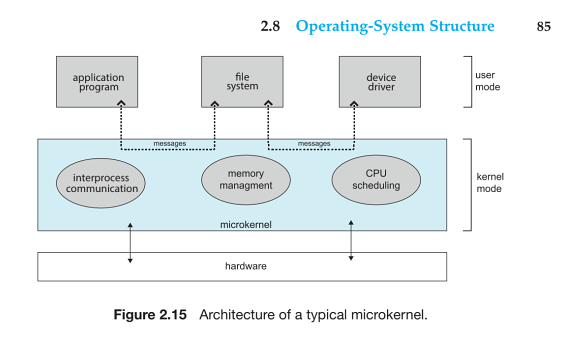 2.8 Operating-System Structure 85
application
program
file
system
device
driver
user
mode
messages
messages
interprocess
communication
memory
managment
CPU
scheduling
kernel
mode
microkernel
hardware
Figure 2.15 Architecture of a typical microkernel.